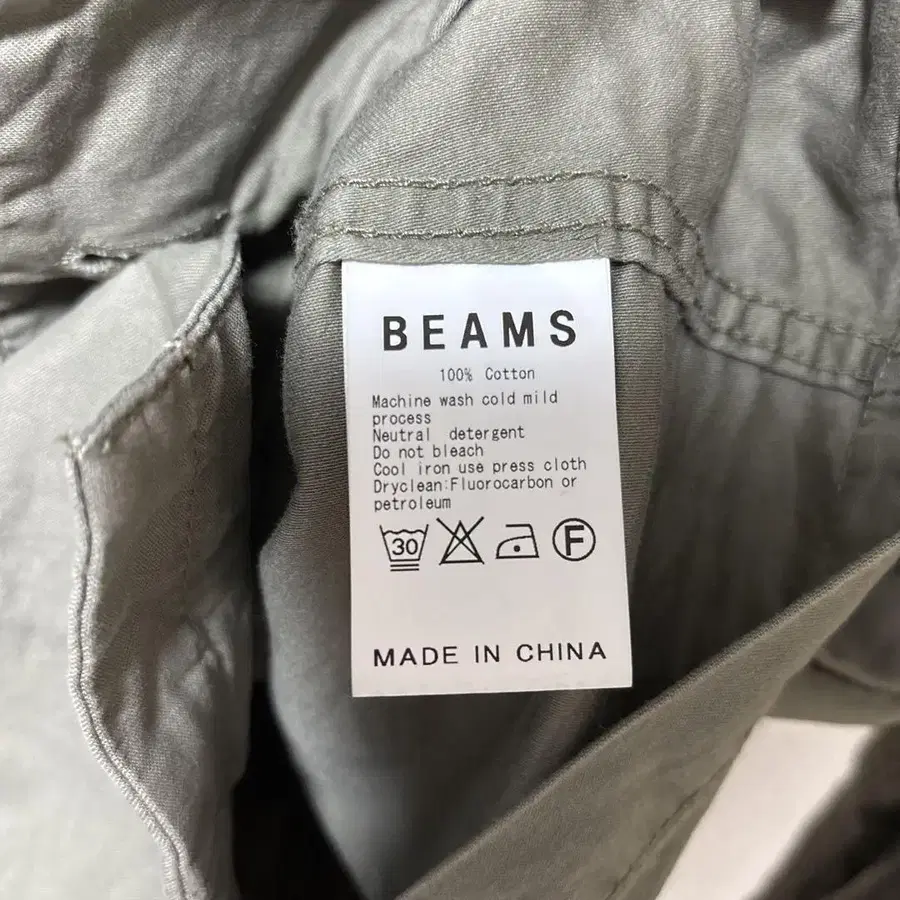 BEAMS
100% Cotton
Machine wash cold mild
process
Neutral detergent
Do not bleach
Cool iron use press cloth
Dryclean:Fluorocarbon or
petroleum
30 F
MADE IN CHINA